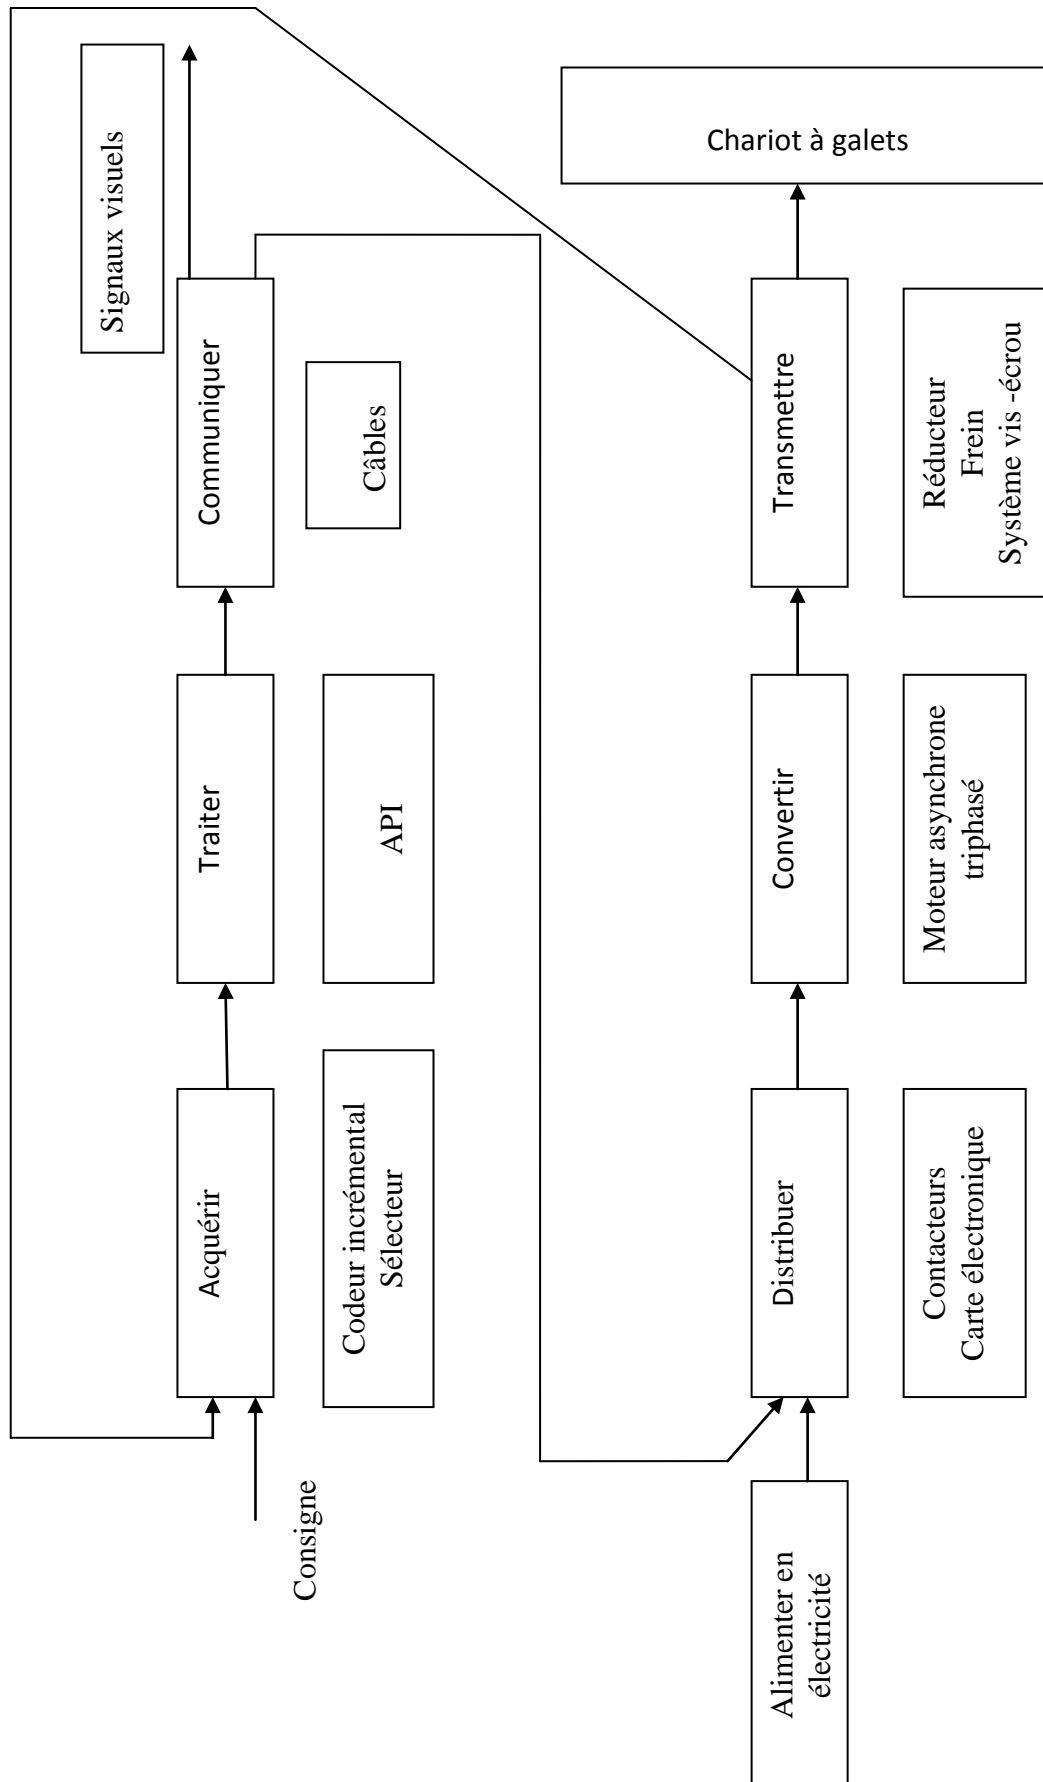 Signaux visuels
Acquérir
Traiter
Communiquer
Consigne
Codeur incrémental
Sélecteur
API
Câbles
Chariot à galets
Alimenter en
électricité
Distribuer
Convertir
Transmettre
Contacteurs
Carte électronique
Moteur asynchrone
triphasé
Réducteur
Frein
Système vis -écrou